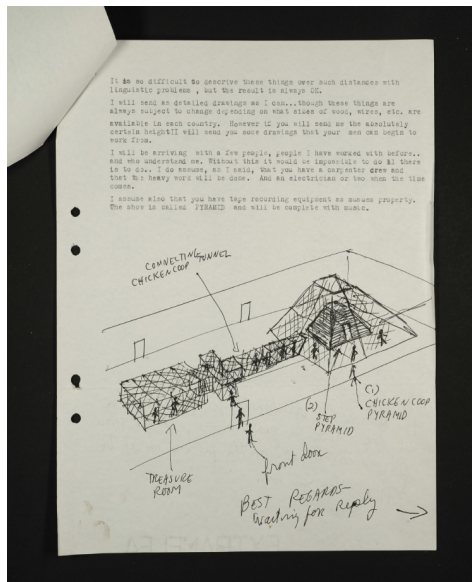 It is so difficult to describe these things over such distances with
linguistic problems , but the result is always OK.
I will send as detailed drawings as I can...though these things are
always subject to change depending on what sizes of wood, wires, etc. are
available in each country. However if you will send me the absolutely
certain height I will send you some drawings that your men can begin to
work from.
I will be arriving with a few people, people I have worked with before..
and who understand me. Without this it would be impossible to do all there
is to do.. I do assume, as I said, that you have a carpenter crew and
that the heavy work will be done. And an electrician or two when the time
comes.
I assume also that you have tape recording equipment as museum property.
The show is called PYRAMID and will be complete with music.
CONNECTING TUNNEL
CHICKEN COOP
(1)
CHICKEN COOP
PYRAMID
(2)
STEP
PYRAMID
front door
TREASURE
ROOM
BEST REGARDS
Waiting for Reply